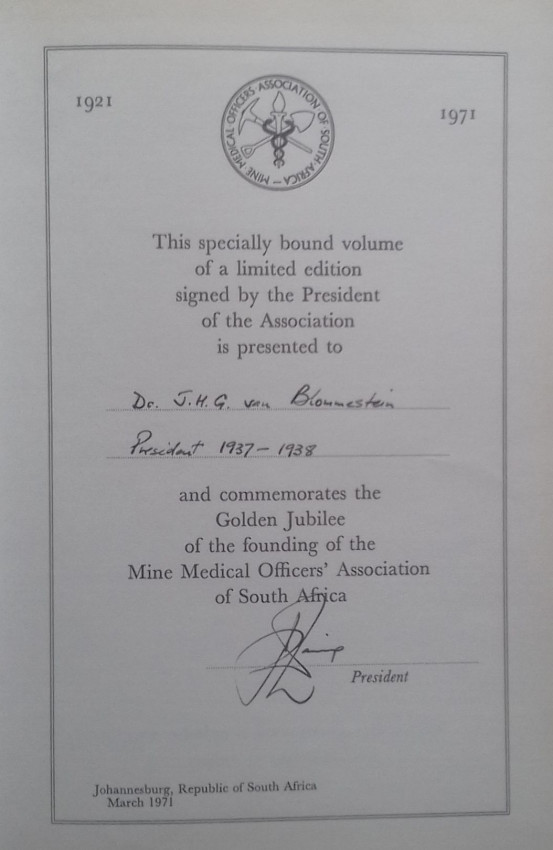 1921
MINE MEDICAL OFFICERS' ASSOCIATION OF SOUTH AFRICA
1971
This specially bound volume
of a limited edition
signed by the President
of the Association
is presented to
Dr. J.H.G. van Blommestein
President 1937-1938
and commemorates the
Golden Jubilee
of the founding of the
Mine Medical Officers' Association
of South Africa
President
Johannesburg, Republic of South Africa
March 1971